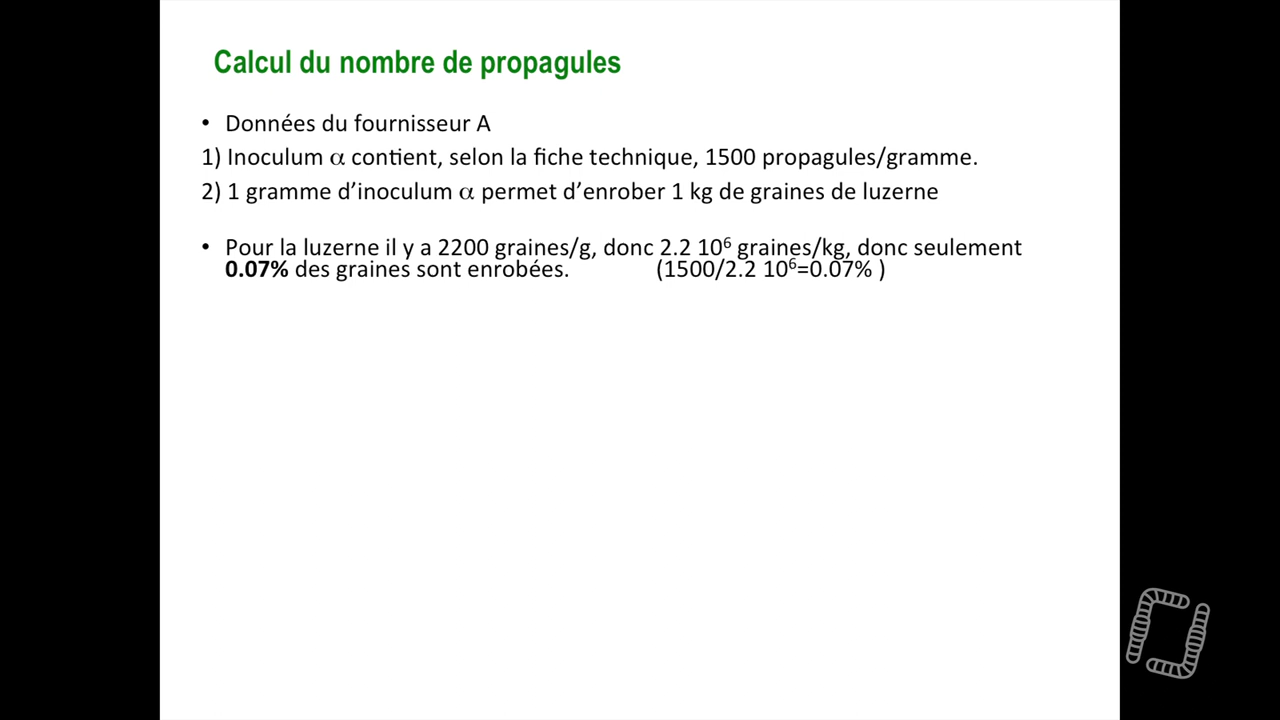 Calcul du nombre de propagules
• Données du fournisseur A
1) Inoculum α contient, selon la fiche technique, 1500 propagules/gramme.
2) 1 gramme d’inoculum α permet d’enrober 1 kg de graines de luzerne
• Pour la luzerne il y a 2200 graines/g, donc 2.2 10⁶ graines/kg, donc seulement
0.07% des graines sont enrobées. (1500/2.2 10⁶=0.07% )